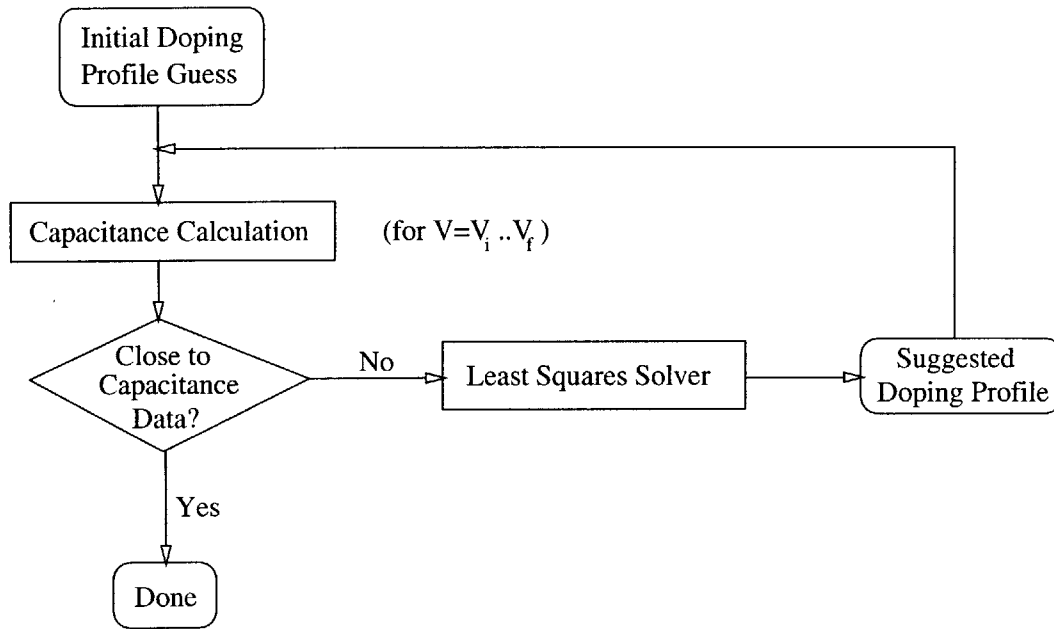 Initial Doping
Profile Guess
Capacitance Calculation
(for V=V_i ..V_f )
Close to
Capacitance
Data?
No
Least Squares Solver
Suggested
Doping Profile
Yes
Done